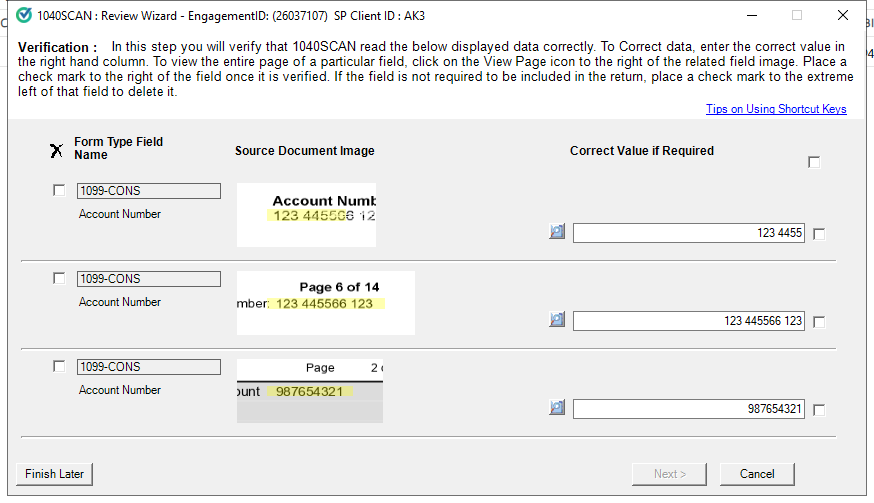 1040SCAN : Review Wizard - EngagementID: (26037107)  SP Client ID : AK3
Verification :   In this step you will verify that 1040SCAN read the below displayed data correctly. To Correct data, enter the correct value in
the right hand column. To view the entire page of a particular field, click on the View Page icon to the right of the related field image. Place a
check mark to the right of the field once it is verified. If the field is not required to be included in the return, place a check mark to the extreme
left of that field to delete it.
Tips on Using Shortcut Keys
Form Type Field
Name
Source Document Image
Correct Value if Required
1099-CONS
Account Number
Account Numb
123 445566 12
123 4455
1099-CONS
Account Number
Page 6 of 14
mber: 123 445566 123
123 445566 123
1099-CONS
Account Number
Page 2
ount 987654321
987654321
Finish Later
Next >
Cancel